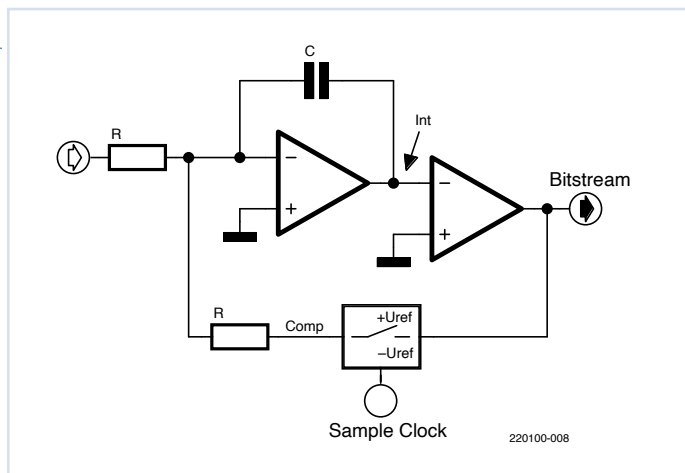 C
R
Int
−
+
−
+
Bitstream
R
Comp
+Uref
−Uref
Sample Clock
220100-008